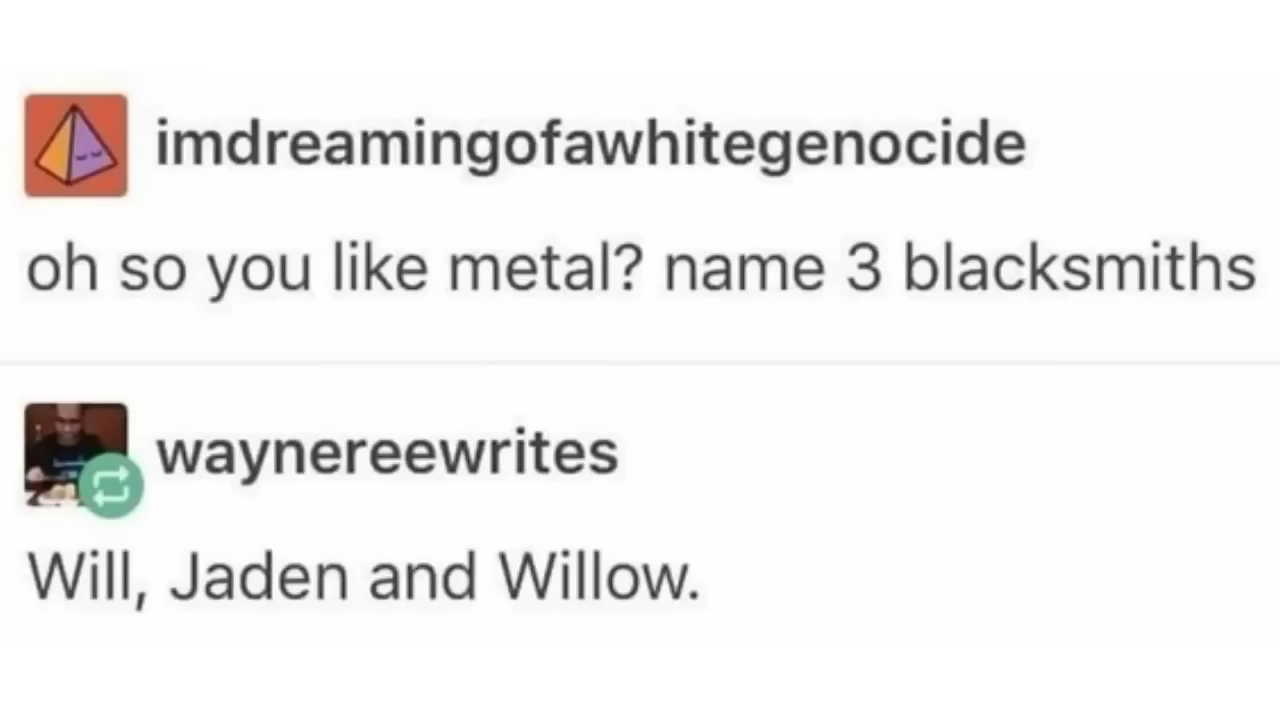 imdreamingofawhitegenocide
oh so you like metal? name 3 blacksmiths
waynereewrites
Will, Jaden and Willow.